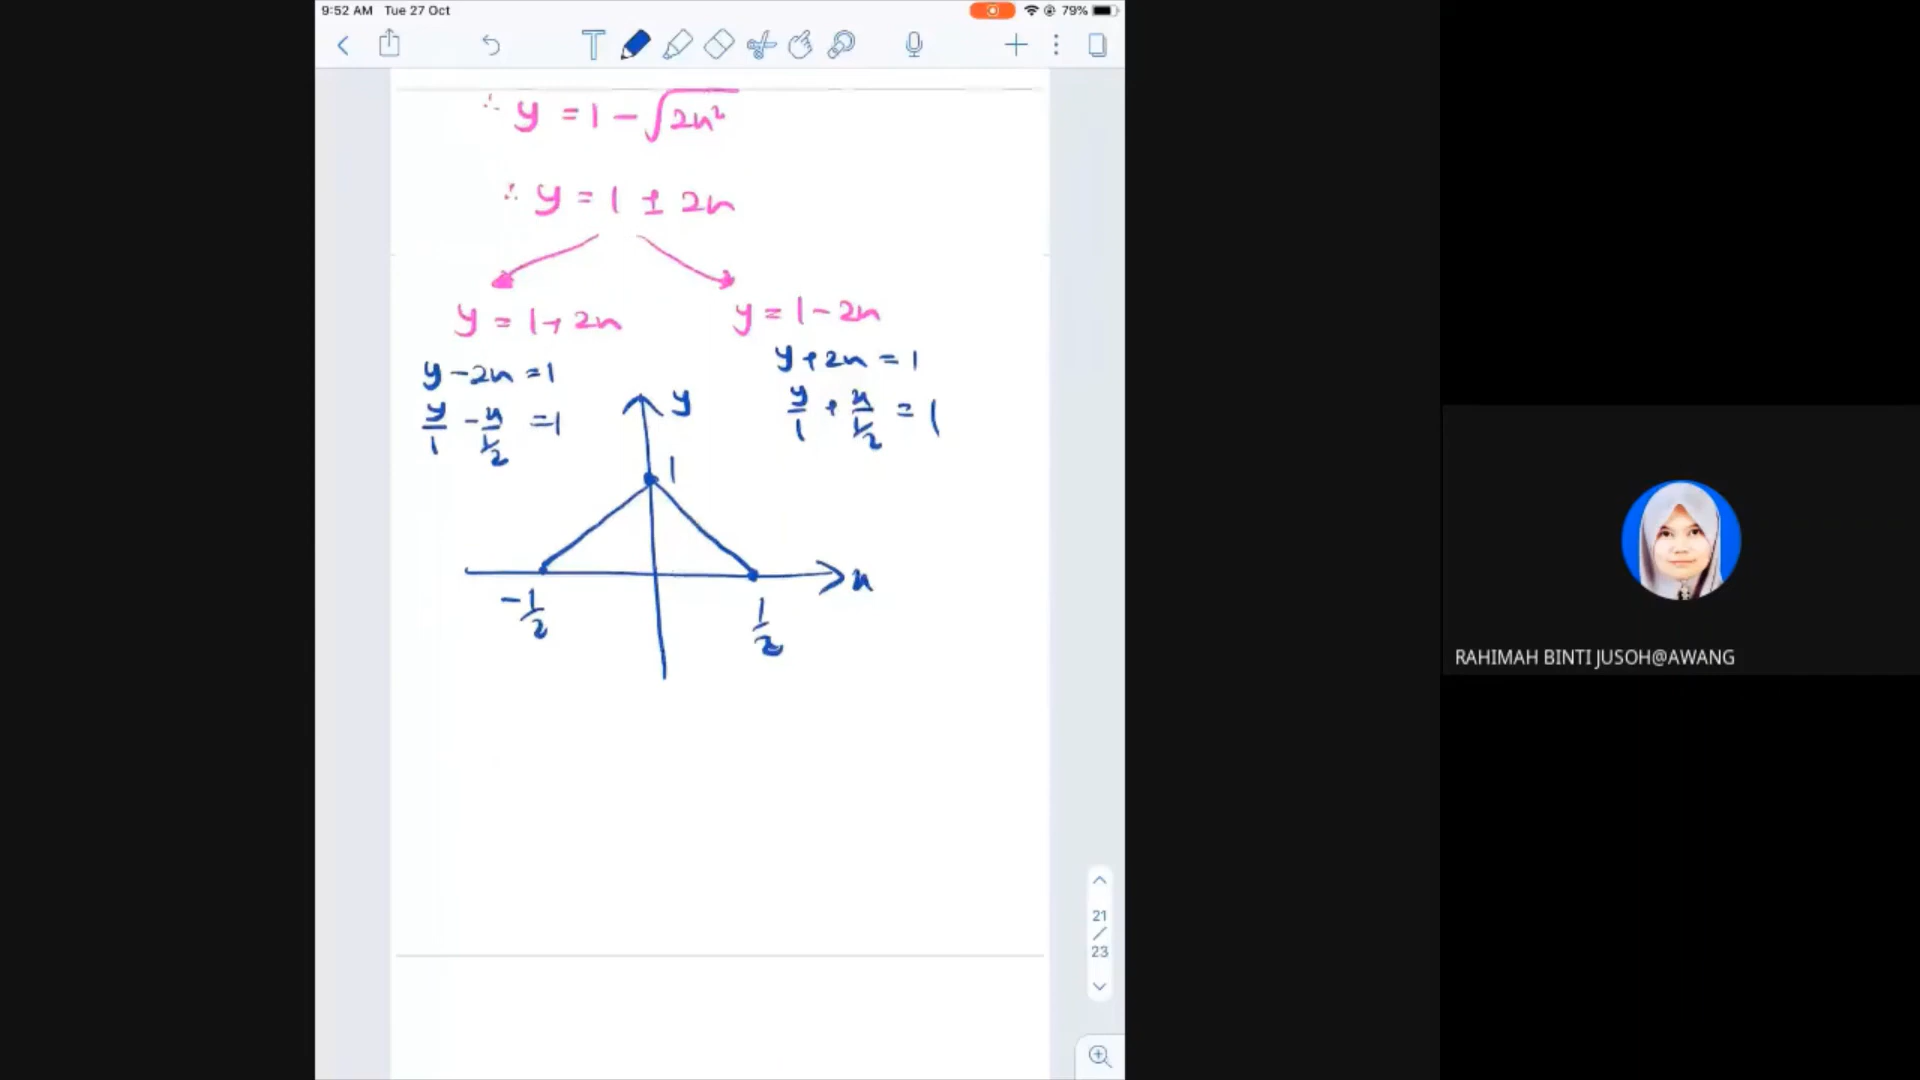 9:52 AM Tue 27 Oct
79%
T
∴ y = 1 - √2x²
∴ y = 1 ± 2x
y = 1 + 2x
y = 1 - 2x
y - 2x = 1
y + 2x = 1
y/1 - x/(1/2) = 1
y/1 + x/(1/2) = 1
y
1
x
-1/2
1/2
RAHIMAH BINTI JUSOH@AWANG
21
/
23